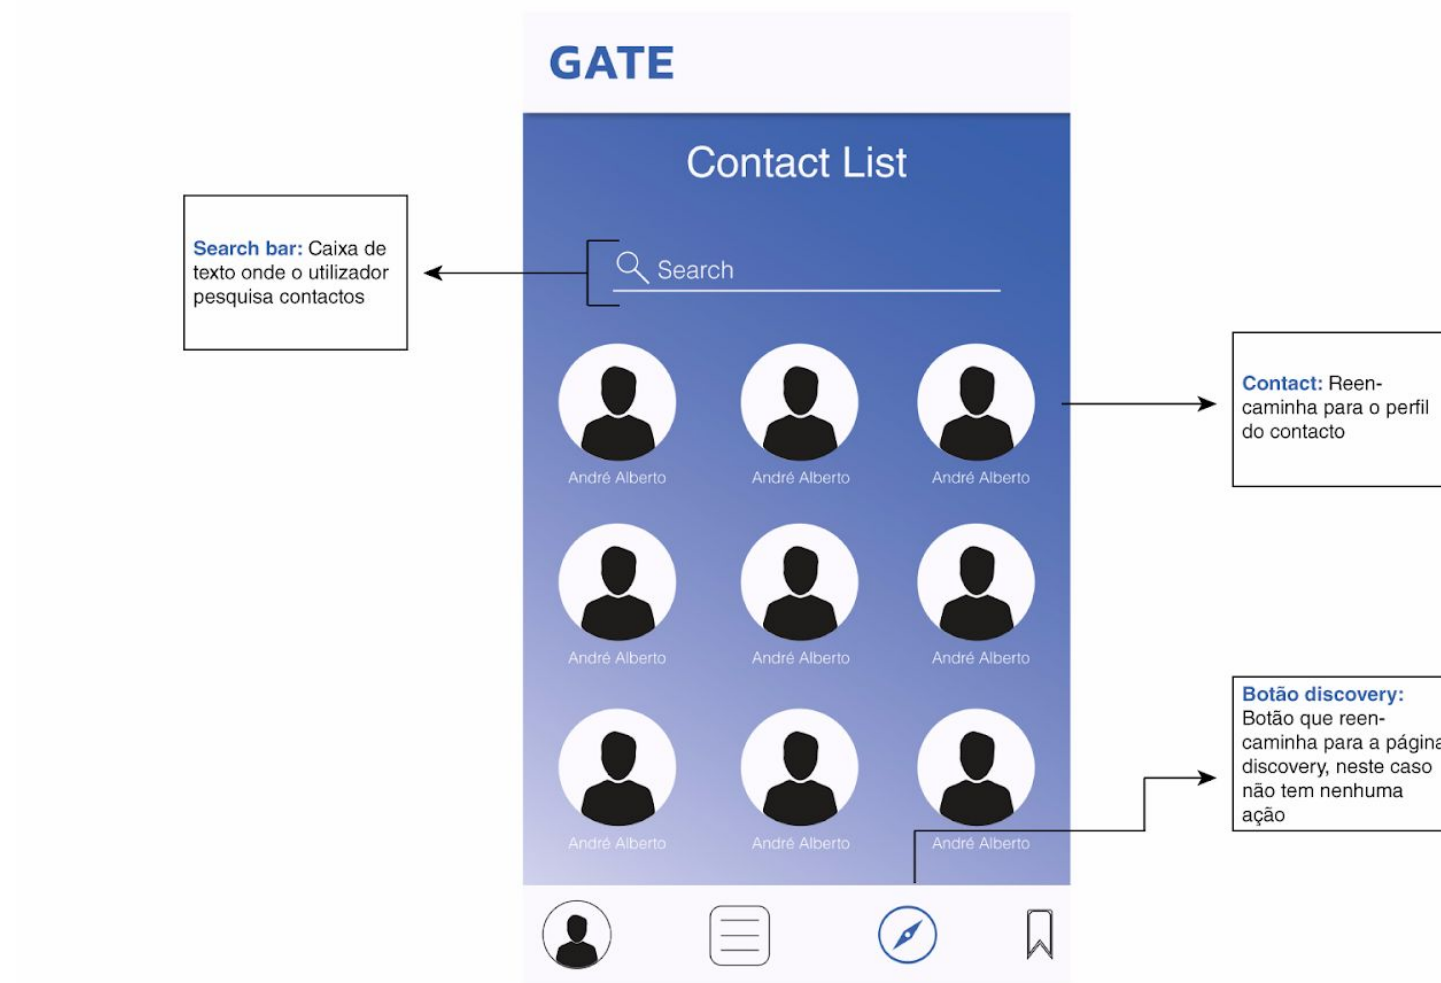 GATE
Contact List
Search bar: Caixa de
texto onde o utilizador
pesquisa contactos
Search
Contact: Reen-
caminha para o perfil
do contacto
André Alberto
André Alberto
André Alberto
André Alberto
André Alberto
André Alberto
Botão discovery:
Botão que reen-
caminha para a página
discovery, neste caso
não tem nenhuma
ação
André Alberto
André Alberto
André Alberto